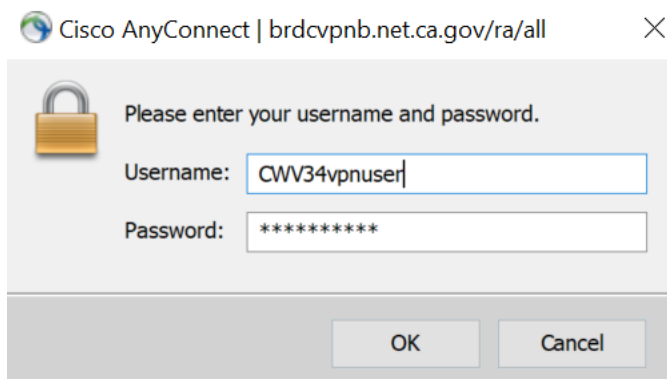 Cisco AnyConnect | brdcvpnb.net.ca.gov/ra/all
Please enter your username and password.
Username: CWV34vpnuser
Password: **********
OK Cancel